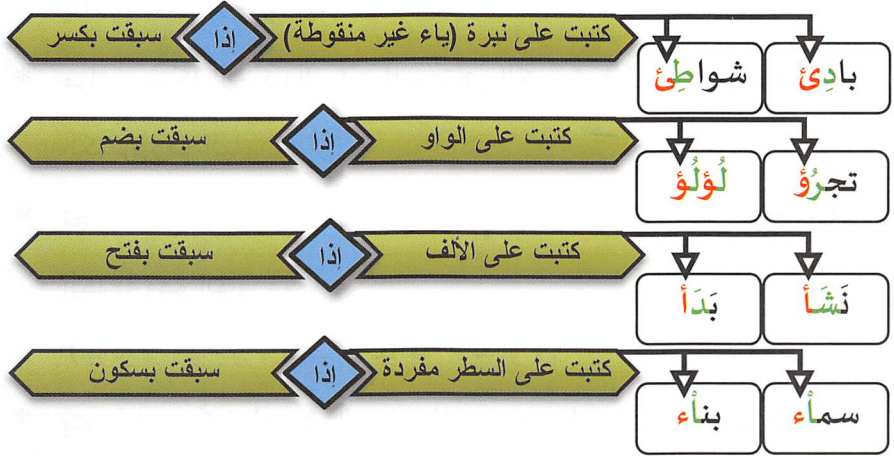 كتبت على نبرة (ياء غير منقوطة) إذا سبقت بكسر
بادِئ شواطِئ
كتبت على الواو إذا سبقت بضم
تجرُؤ لُؤلُؤ
كتبت على الألف إذا سبقت بفتح
نَشَأ بَدَأ
كتبت على السطر مفردة إذا سبقت بسكون
سماْء بناْء